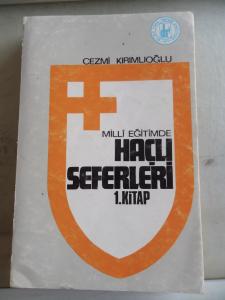 CEZMİ KIRIMLIOĞLU
MİLLİ EĞİTİMDE
HAÇLI
SEFERLERİ
1. KİTAP